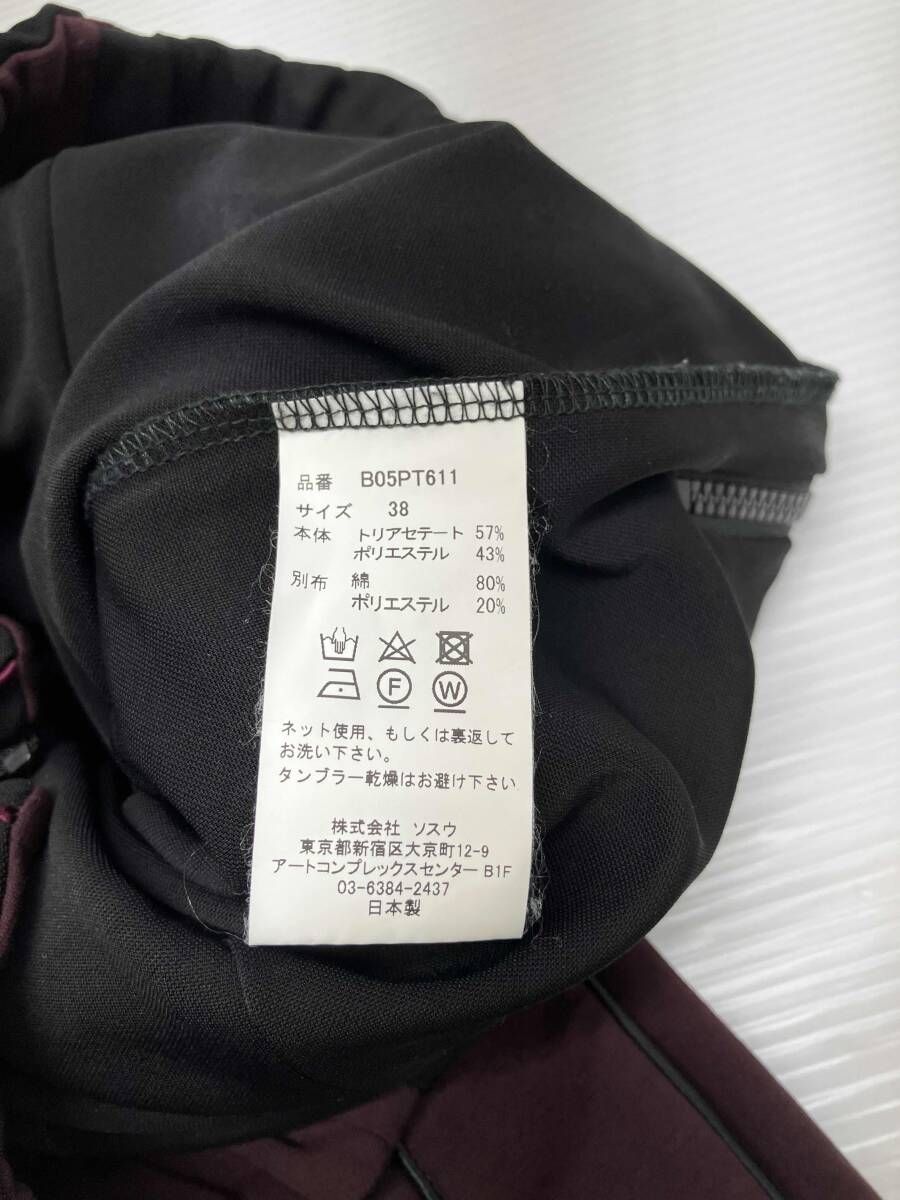 品番 B05PT611
サイズ 38
本体 トリアセテート 57%
ポリエステル 43%
別布 綿 80%
ポリエステル 20%
F W
ネット使用、もしくは裏返して
お洗い下さい。
タンブラー乾燥はお避け下さい
株式会社 ソスウ
東京都新宿区大京町12-9
アートコンプレックスセンター B1F
03-6384-2437
日本製